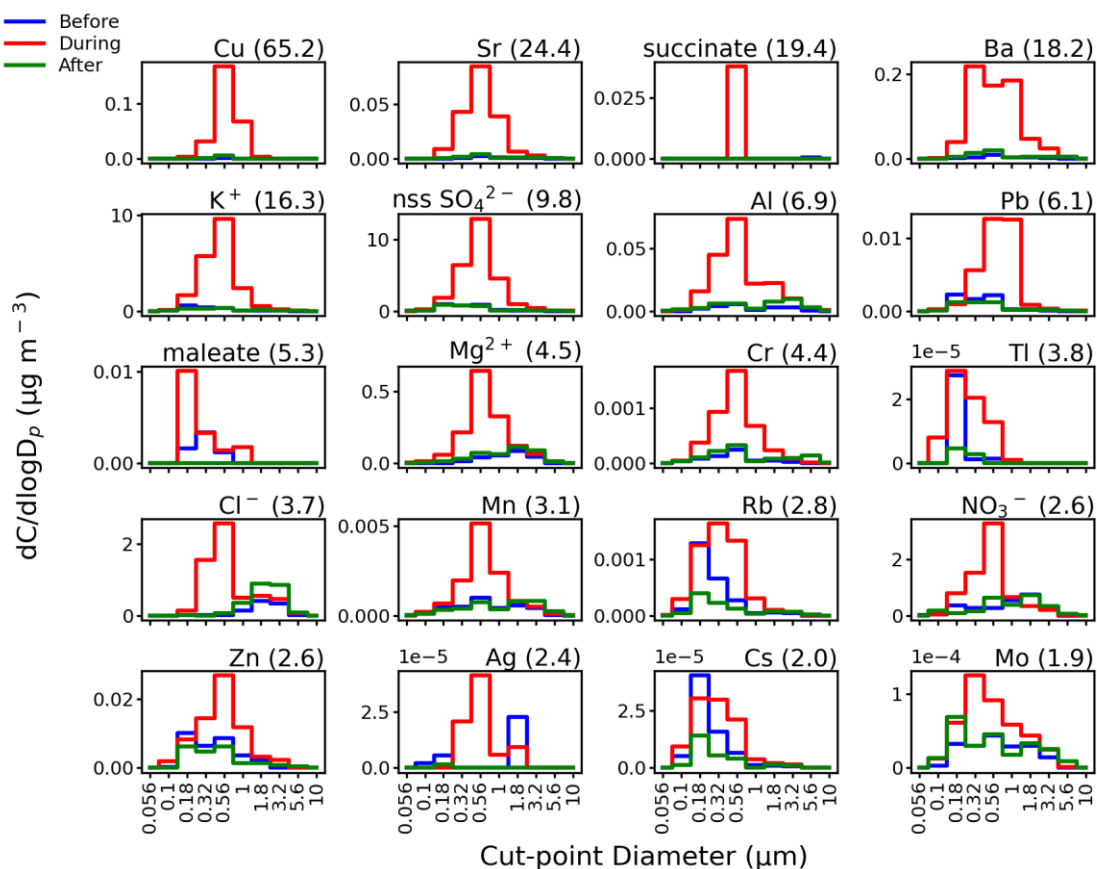 Before
During
After
Cu (65.2)
Sr (24.4)
succinate (19.4)
Ba (18.2)
0.1
0.0
0.05
0.00
0.025
0.000
0.2
0.0
K⁺ (16.3)
nss SO₄²⁻ (9.8)
Al (6.9)
Pb (6.1)
10
0
10
0
0.05
0.00
0.01
0.00
maleate (5.3)
Mg²⁺ (4.5)
Cr (4.4)
1e-5 Tl (3.8)
0.01
0.00
0.5
0.0
0.001
0.000
2
0
Cl⁻ (3.7)
Mn (3.1)
Rb (2.8)
NO₃⁻ (2.6)
2
0
0.005
0.000
0.001
0.000
2
0
Zn (2.6)
1e-5 Ag (2.4)
1e-5 Cs (2.0)
1e-4 Mo (1.9)
0.02
0.00
2.5
0.0
2.5
0.0
1
0
0.056 0.1 0.18 0.32 0.56 1 1.8 3.2 5.6 10
0.056 0.1 0.18 0.32 0.56 1 1.8 3.2 5.6 10
0.056 0.1 0.18 0.32 0.56 1 1.8 3.2 5.6 10
0.056 0.1 0.18 0.32 0.56 1 1.8 3.2 5.6 10
dC/dlogDₚ (μg m⁻³)
Cut-point Diameter (μm)